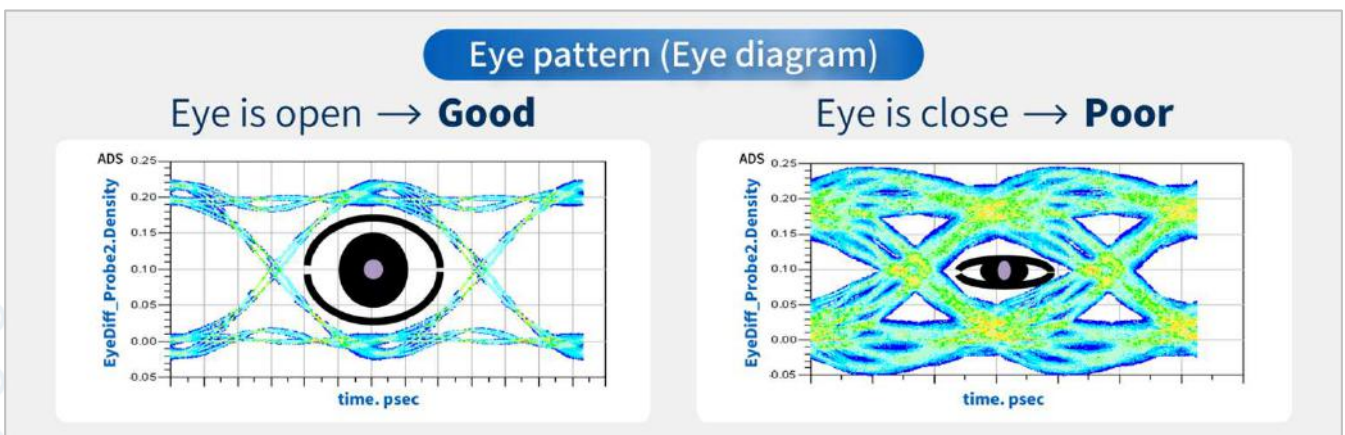 Eye pattern (Eye diagram)
Eye is open → Good
ADS
EyeDiff_Probe2.Density
0.25
0.20
0.15
0.10
0.05
0.00
-0.05
time. psec
Eye is close → Poor
ADS
EyeDiff_Probe2.Density
0.25
0.20
0.15
0.10
0.05
0.00
-0.05
time. psec